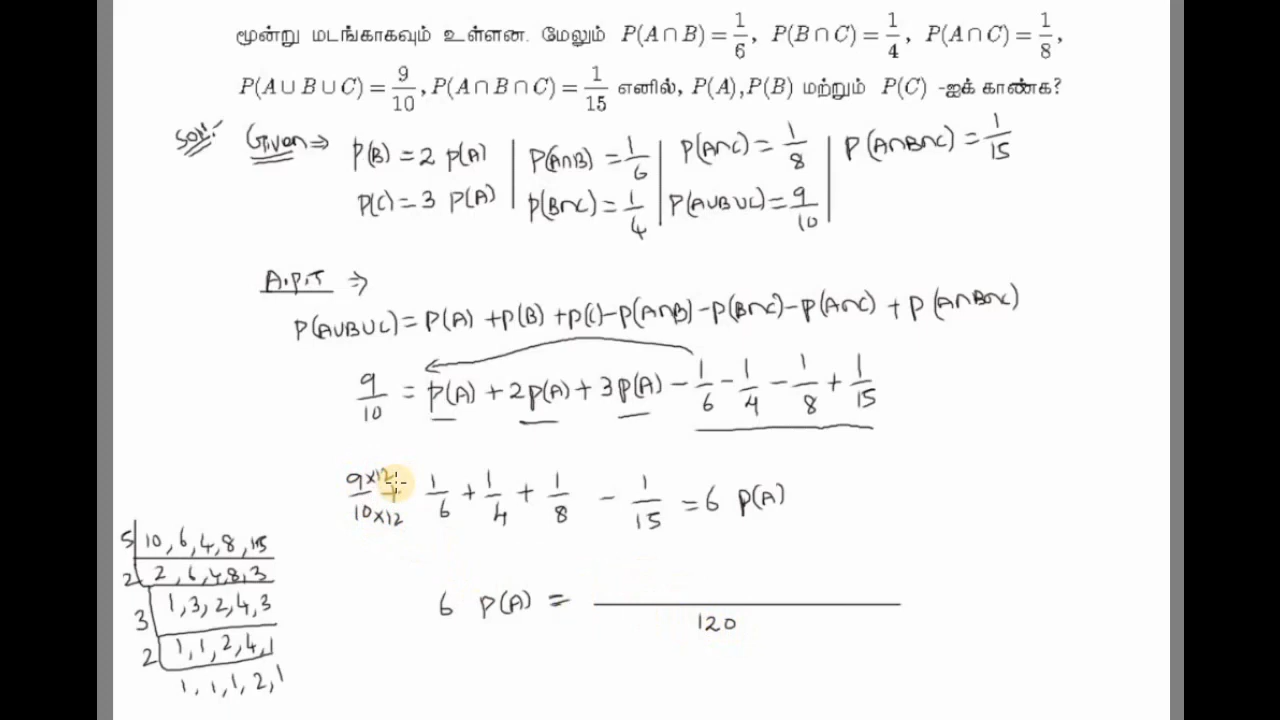 மூன்று மடங்காகவும் உள்ளன. மேலும் P(A∩B) = 1/6, P(B∩C) = 1/4, P(A∩C) = 1/8,
P(A∪B∪C) = 9/10, P(A∩B∩C) = 1/15 எனில், P(A), P(B) மற்றும் P(C) -ஐக் காண்க?
Soln:- Given ⇒ P(B) = 2 P(A) | P(A∩B) = 1/6 | P(A∩C) = 1/8 | P(A∩B∩C) = 1/15
P(C) = 3 P(A) | P(B∩C) = 1/4 | P(A∪B∪C) = 9/10 |
A.P.T ⇒
P(A∪B∪C) = P(A) + P(B) + P(C) - P(A∩B) - P(B∩C) - P(A∩C) + P(A∩B∩C)
9/10 = P(A) + 2P(A) + 3P(A) - 1/6 - 1/4 - 1/8 + 1/15
9×12/10×12 + 1/6 + 1/4 + 1/8 - 1/15 = 6 P(A)
5 | 10, 6, 4, 8, 15
2 | 2, 6, 4, 8, 3
3 | 1, 3, 2, 4, 3
2 | 1, 1, 2, 4, 1
1, 1, 1, 2, 1
6 P(A) = ——— 120